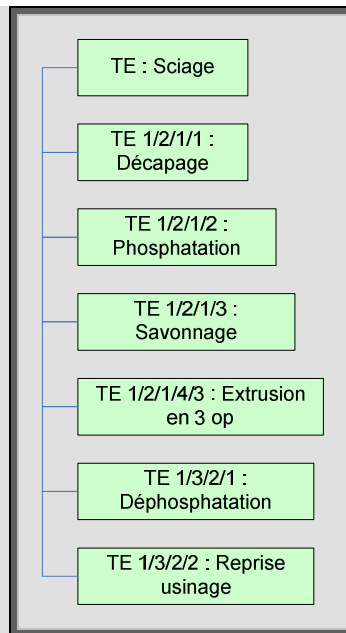 TE : Sciage
TE 1/2/1/1 :
Décapage
TE 1/2/1/2 :
Phosphatation
TE 1/2/1/3 :
Savonnage
TE 1/2/1/4/3 : Extrusion
en 3 op
TE 1/3/2/1 :
Déphosphatation
TE 1/3/2/2 : Reprise
usinage